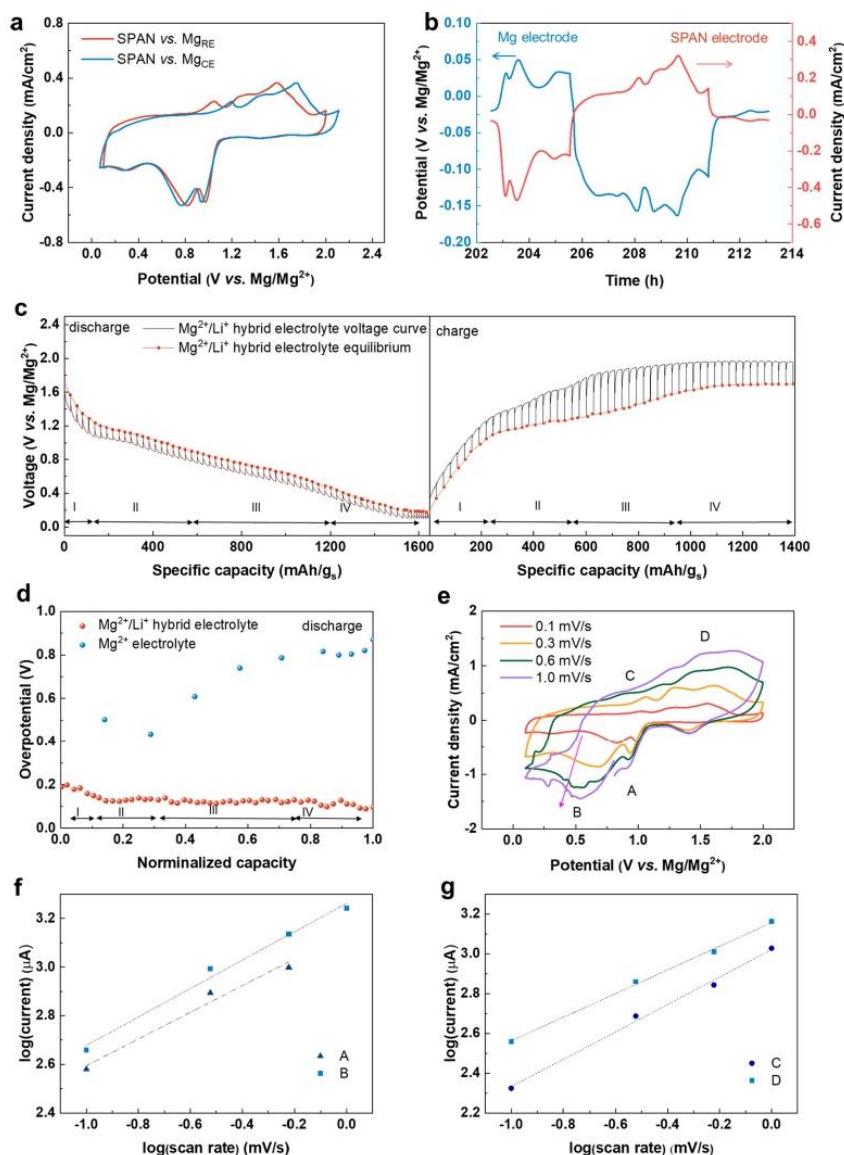 a
SPAN vs. Mg_RE
SPAN vs. Mg_CE
Current density (mA/cm²)
0.8
0.4
0.0
-0.4
-0.8
0.0 0.4 0.8 1.2 1.6 2.0 2.4
Potential (V vs. Mg/Mg²⁺)
b
Mg electrode
SPAN electrode
Potential (V vs. Mg/Mg²⁺)
0.10
0.05
0.00
-0.05
-0.10
-0.15
-0.20
0.4
0.2
0.0
-0.2
-0.4
-0.6
Current density (mA/cm²)
202 204 206 208 210 212 214
Time (h)
c
discharge
Mg²⁺/Li⁺ hybrid electrolyte voltage curve
Mg²⁺/Li⁺ hybrid electrolyte equilibrium
charge
Voltage (V vs. Mg/Mg²⁺)
2.4
2.0
1.6
1.2
0.8
0.4
0.0
I II III IV
I II III IV
0 400 800 1200 1600
0 200 400 600 800 1000 1200 1400
Specific capacity (mAh/g_s)
Specific capacity (mAh/g_s)
d
Mg²⁺/Li⁺ hybrid electrolyte
Mg²⁺ electrolyte
discharge
Overpotential (V)
1.0
0.8
0.6
0.4
0.2
0.0
I II III IV
0.0 0.2 0.4 0.6 0.8 1.0
Norminalized capacity
e
0.1 mV/s
0.3 mV/s
0.6 mV/s
1.0 mV/s
D
C
A
B
Current density (mA/cm²)
2
1
0
-1
-2
0.0 0.5 1.0 1.5 2.0
Potential (V vs. Mg/Mg²⁺)
f
log(current) (μA)
3.2
3.0
2.8
2.6
2.4
A
B
-1.0 -0.8 -0.6 -0.4 -0.2 0.0
log(scan rate) (mV/s)
g
log(current) (μA)
3.2
3.0
2.8
2.6
2.4
2.2
C
D
-1.0 -0.8 -0.6 -0.4 -0.2 0.0
log(scan rate) (mV/s)